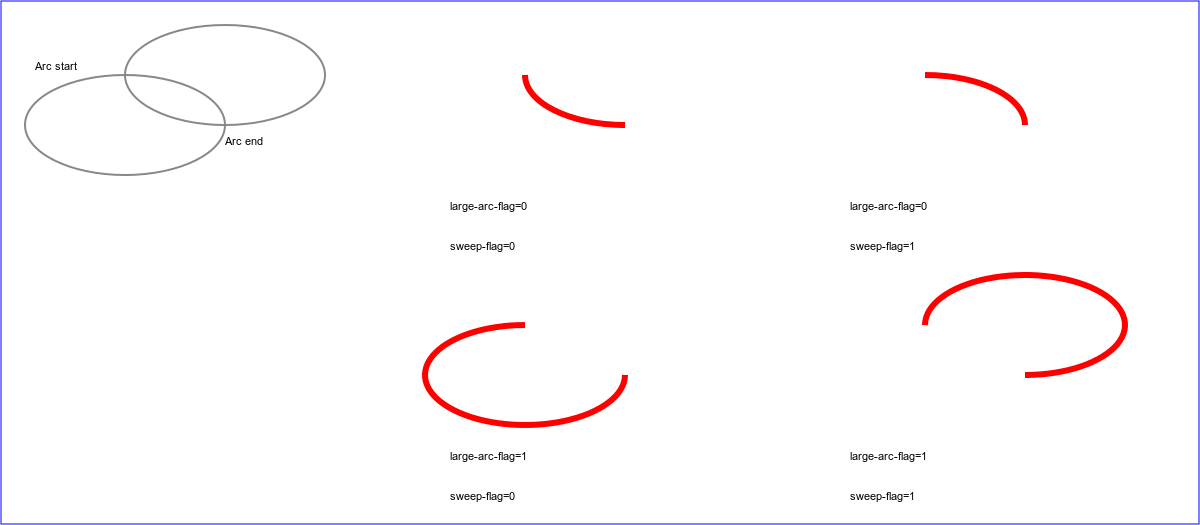 Arc start
Arc end
large-arc-flag=0
sweep-flag=0
large-arc-flag=0
sweep-flag=1
large-arc-flag=1
sweep-flag=0
large-arc-flag=1
sweep-flag=1